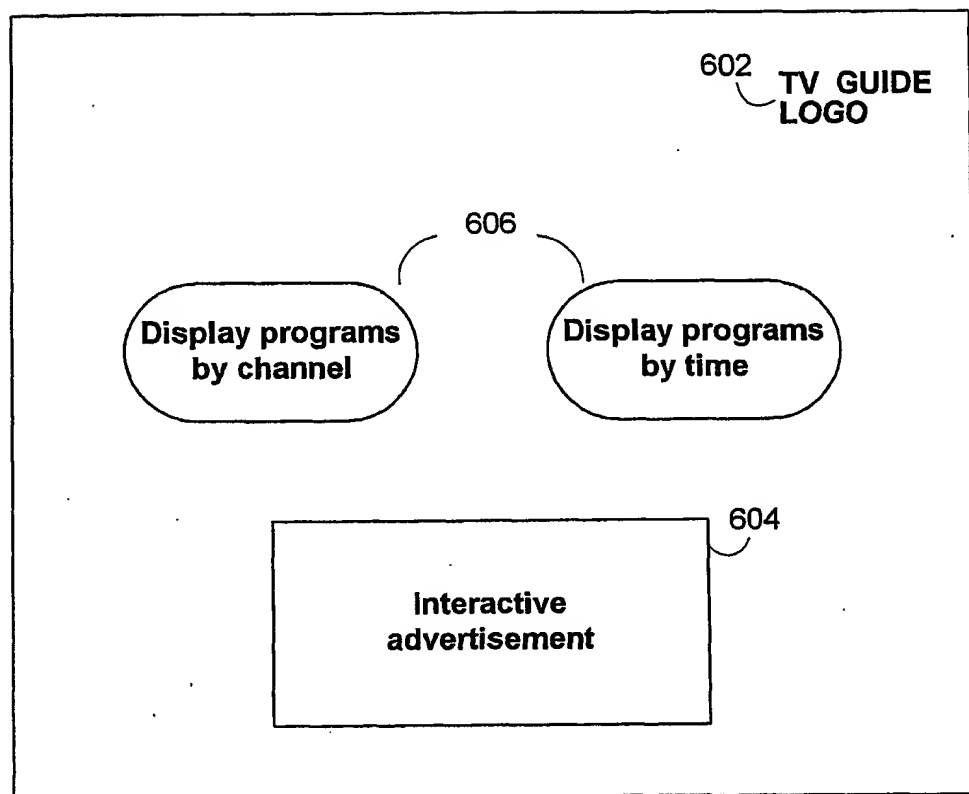 602
TV GUIDE
LOGO
606
Display programs
by channel
Display programs
by time
604
Interactive
advertisement